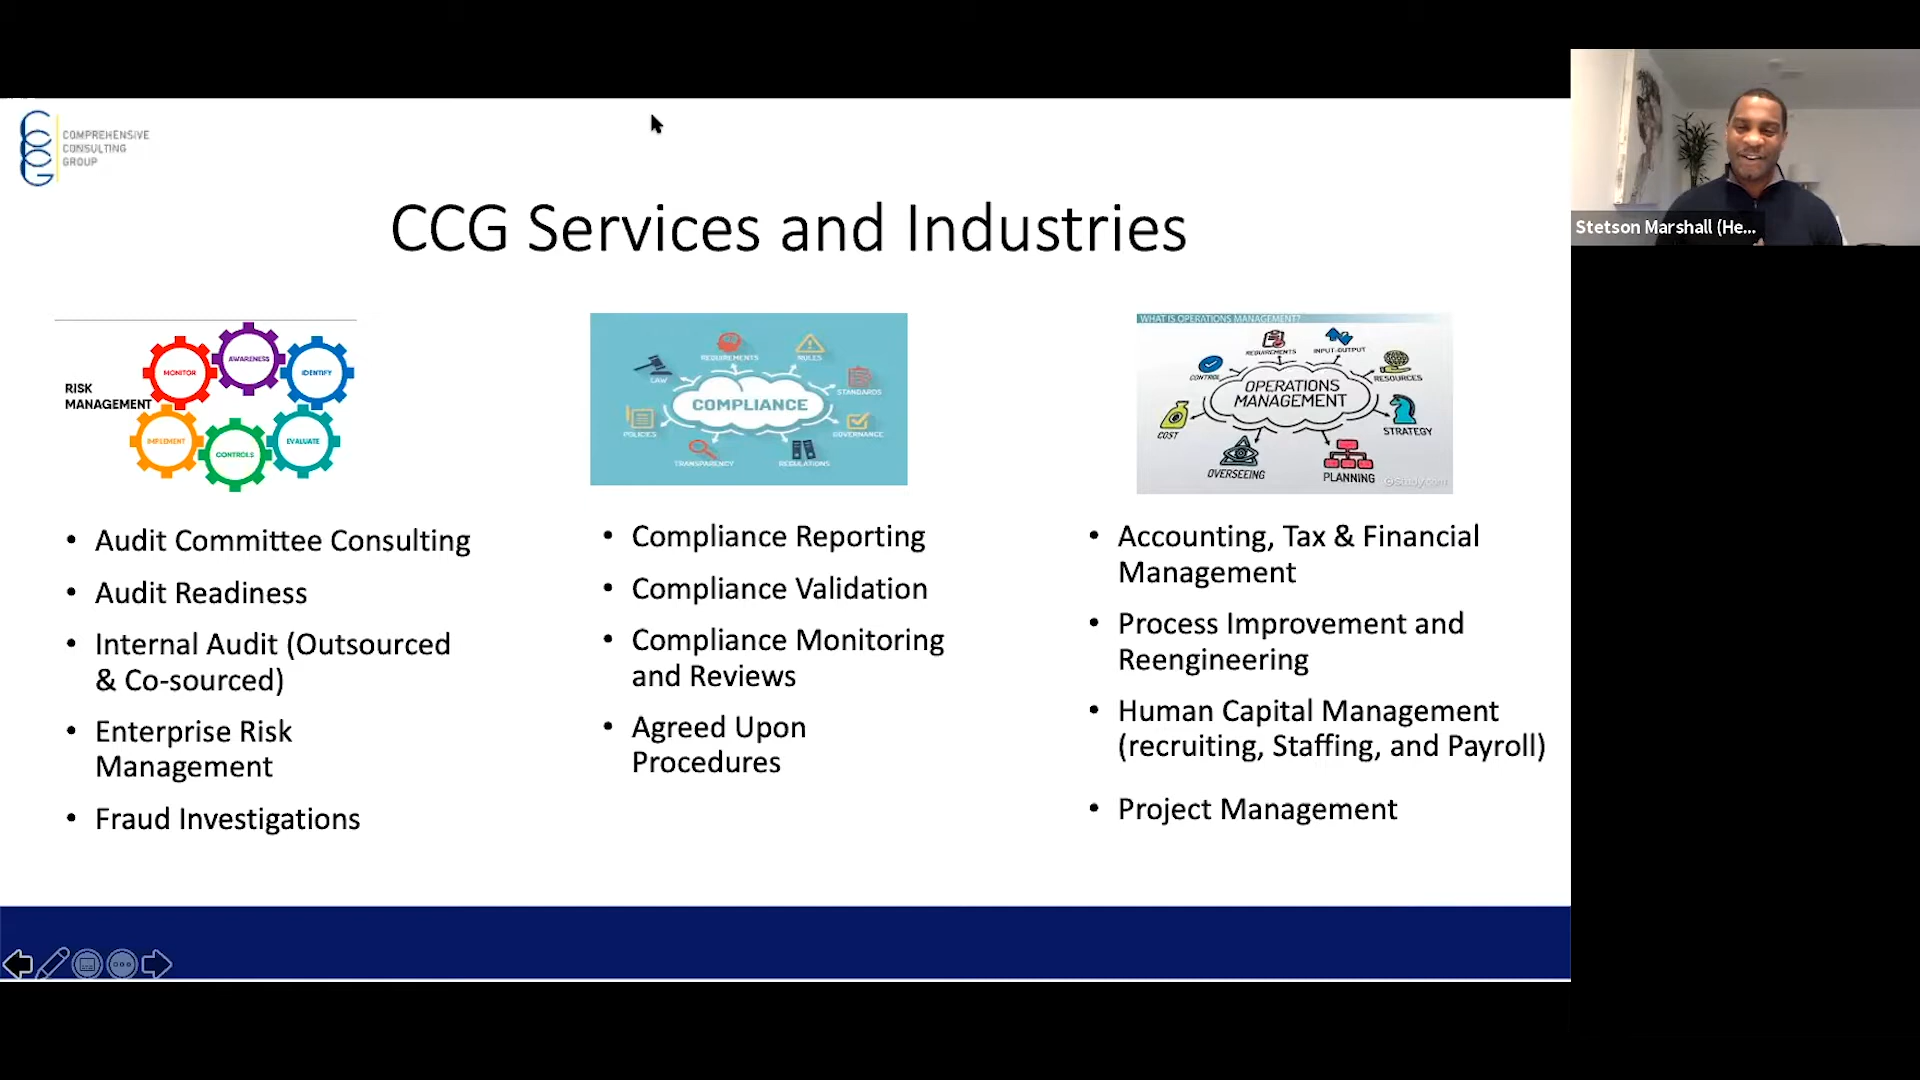 COMPREHENSIVE
CONSULTING
GROUP
Stetson Marshall (He...
CCG Services and Industries
RISK
MANAGEMENT
MONITOR
AWARENESS
IDENTIFY
IMPLEMENT
CONTROLS
EVALUATE
COMPLIANCE
LAW
REQUIREMENTS
RULES
STANDARDS
GOVERNANCE
REGULATIONS
TRANSPARENCY
POLICIES
WHAT IS OPERATIONS MANAGEMENT?
OPERATIONS
MANAGEMENT
CONTROL
REQUIREMENTS
INPUT-OUTPUT
RESOURCES
STRATEGY
PLANNING
OVERSEEING
COST
©Study.com
• Audit Committee Consulting
• Audit Readiness
• Internal Audit (Outsourced
& Co-sourced)
• Enterprise Risk
Management
• Fraud Investigations
• Compliance Reporting
• Compliance Validation
• Compliance Monitoring
and Reviews
• Agreed Upon
Procedures
• Accounting, Tax & Financial
Management
• Process Improvement and
Reengineering
• Human Capital Management
(recruiting, Staffing, and Payroll)
• Project Management